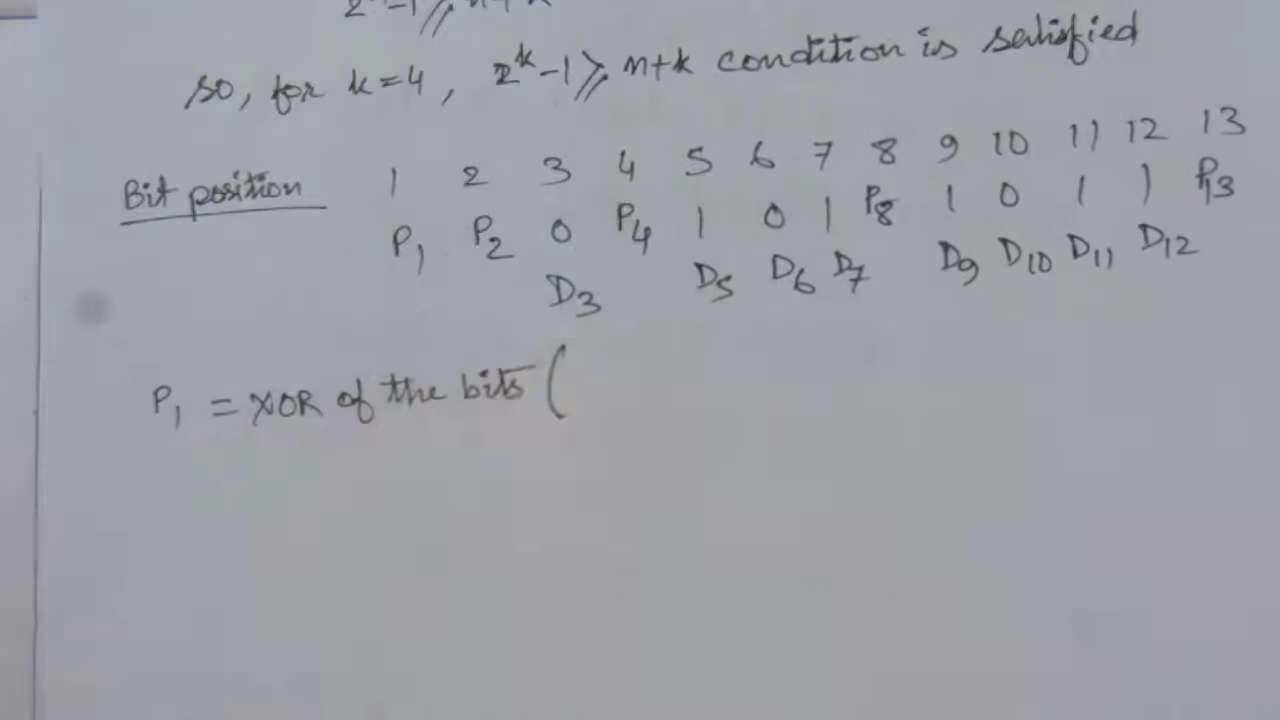 so, for k=4, 2^k-1 ≥ n+k condition is satisfied
Bit position 1 2 3 4 5 6 7 8 9 10 11 12 13
P1 P2 0 P4 1 0 1 P8 1 0 1 1 P13
D3 D5 D6 D7 D9 D10 D11 D12
P1 = XOR of the bits (